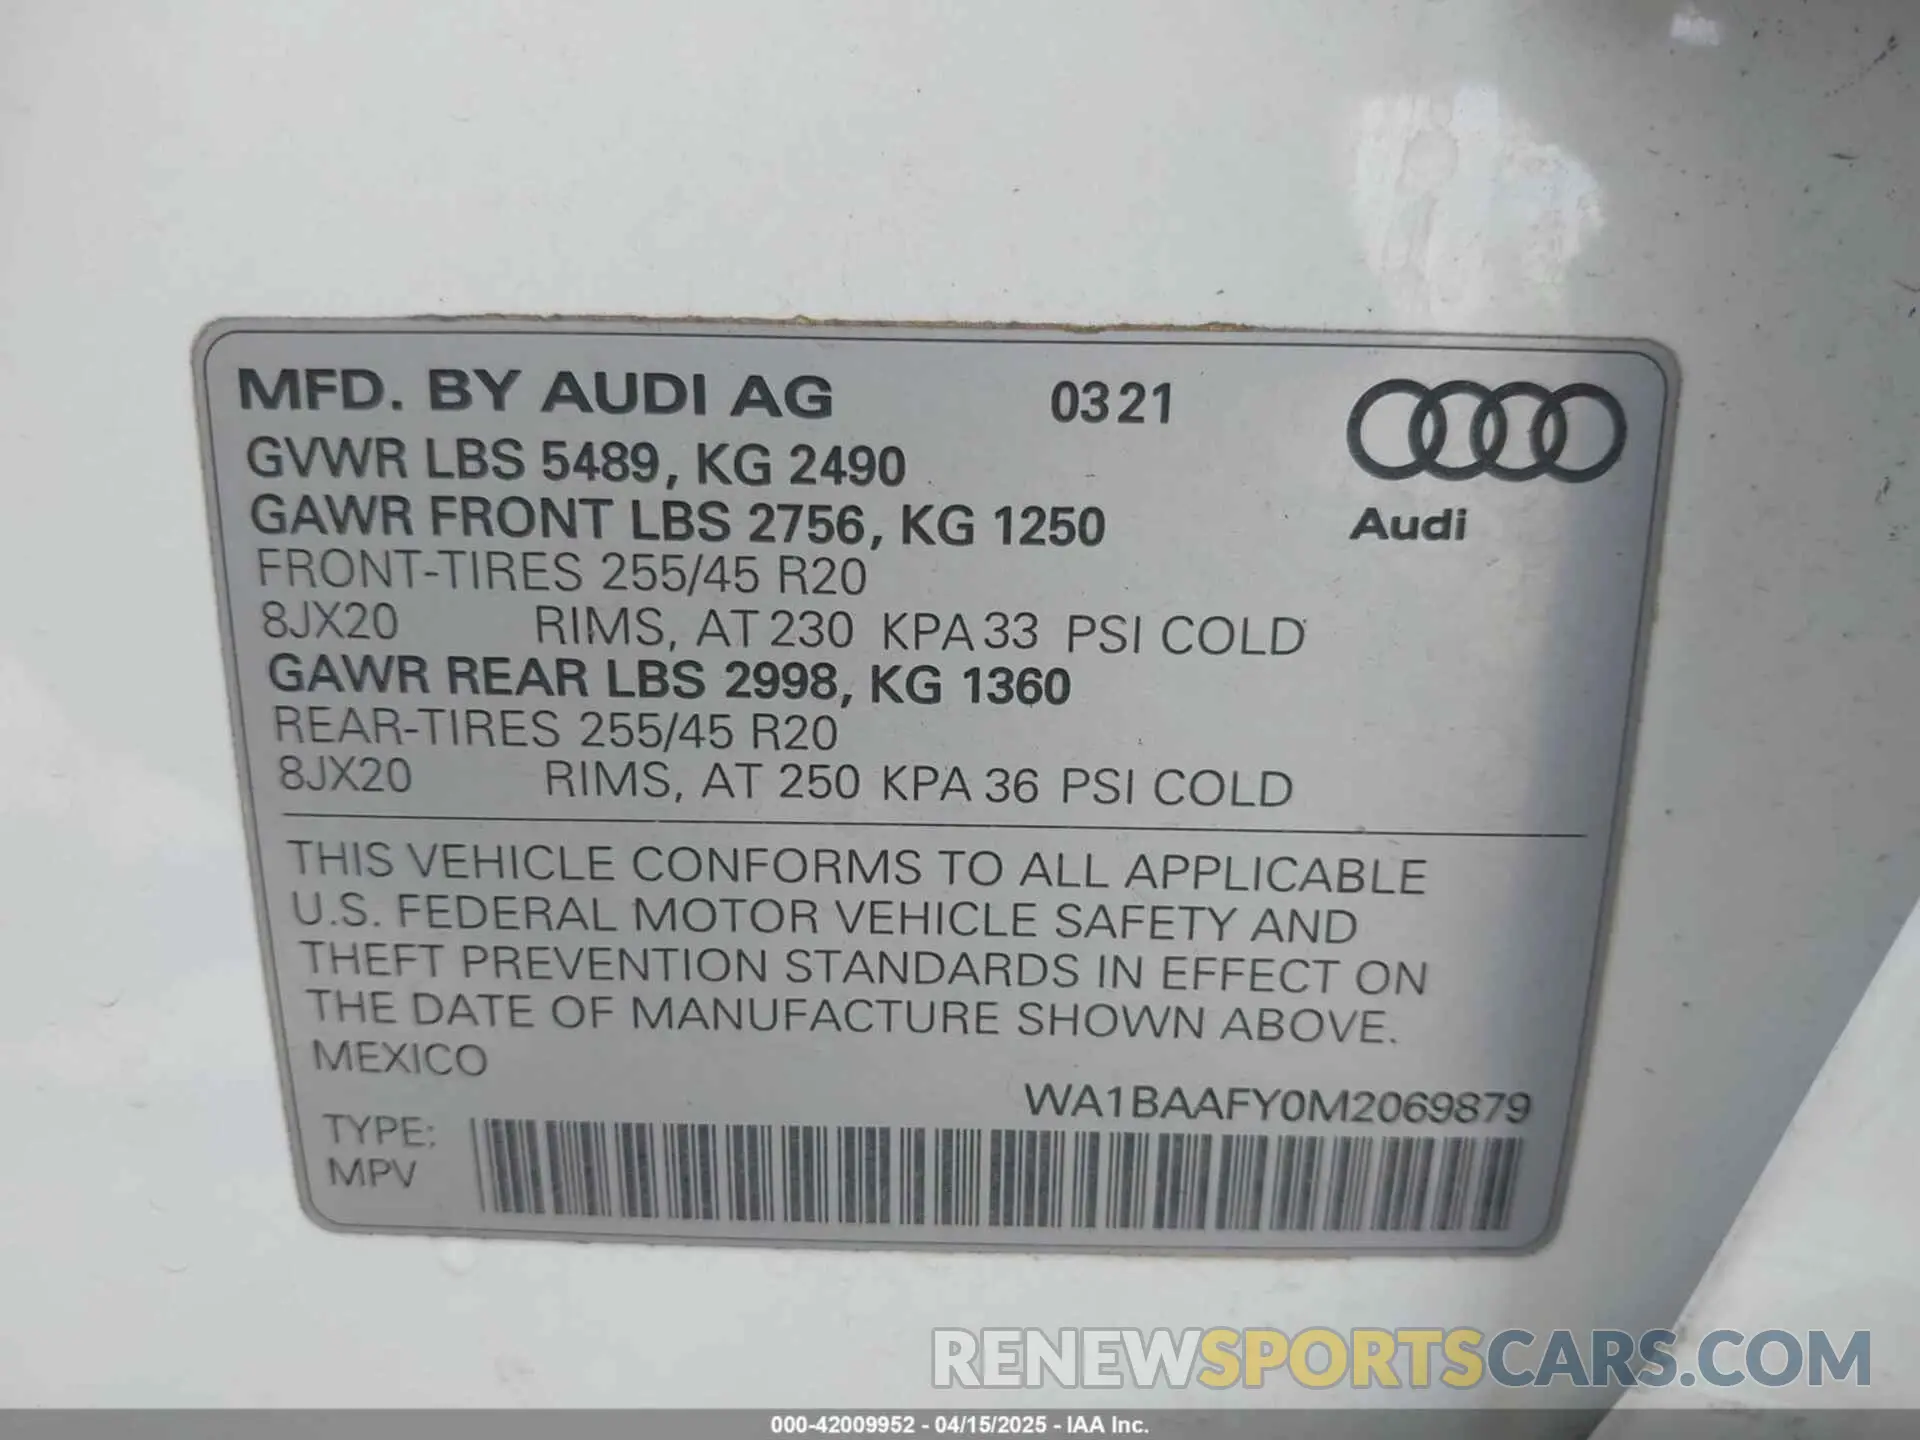 MFD. BY AUDI AG 0321
GVWR LBS 5489, KG 2490
GAWR FRONT LBS 2756, KG 1250
Audi
FRONT-TIRES 255/45 R20
8JX20 RIMS, AT 230 KPA 33 PSI COLD
GAWR REAR LBS 2998, KG 1360
REAR-TIRES 255/45 R20
8JX20 RIMS, AT 250 KPA 36 PSI COLD
THIS VEHICLE CONFORMS TO ALL APPLICABLE
U.S. FEDERAL MOTOR VEHICLE SAFETY AND
THEFT PREVENTION STANDARDS IN EFFECT ON
THE DATE OF MANUFACTURE SHOWN ABOVE.
MEXICO
WA1BAAFY0M2069879
TYPE:
MPV
RENEWSPORTSCARS.COM
000-42009952 - 04/15/2025 - IAA Inc.